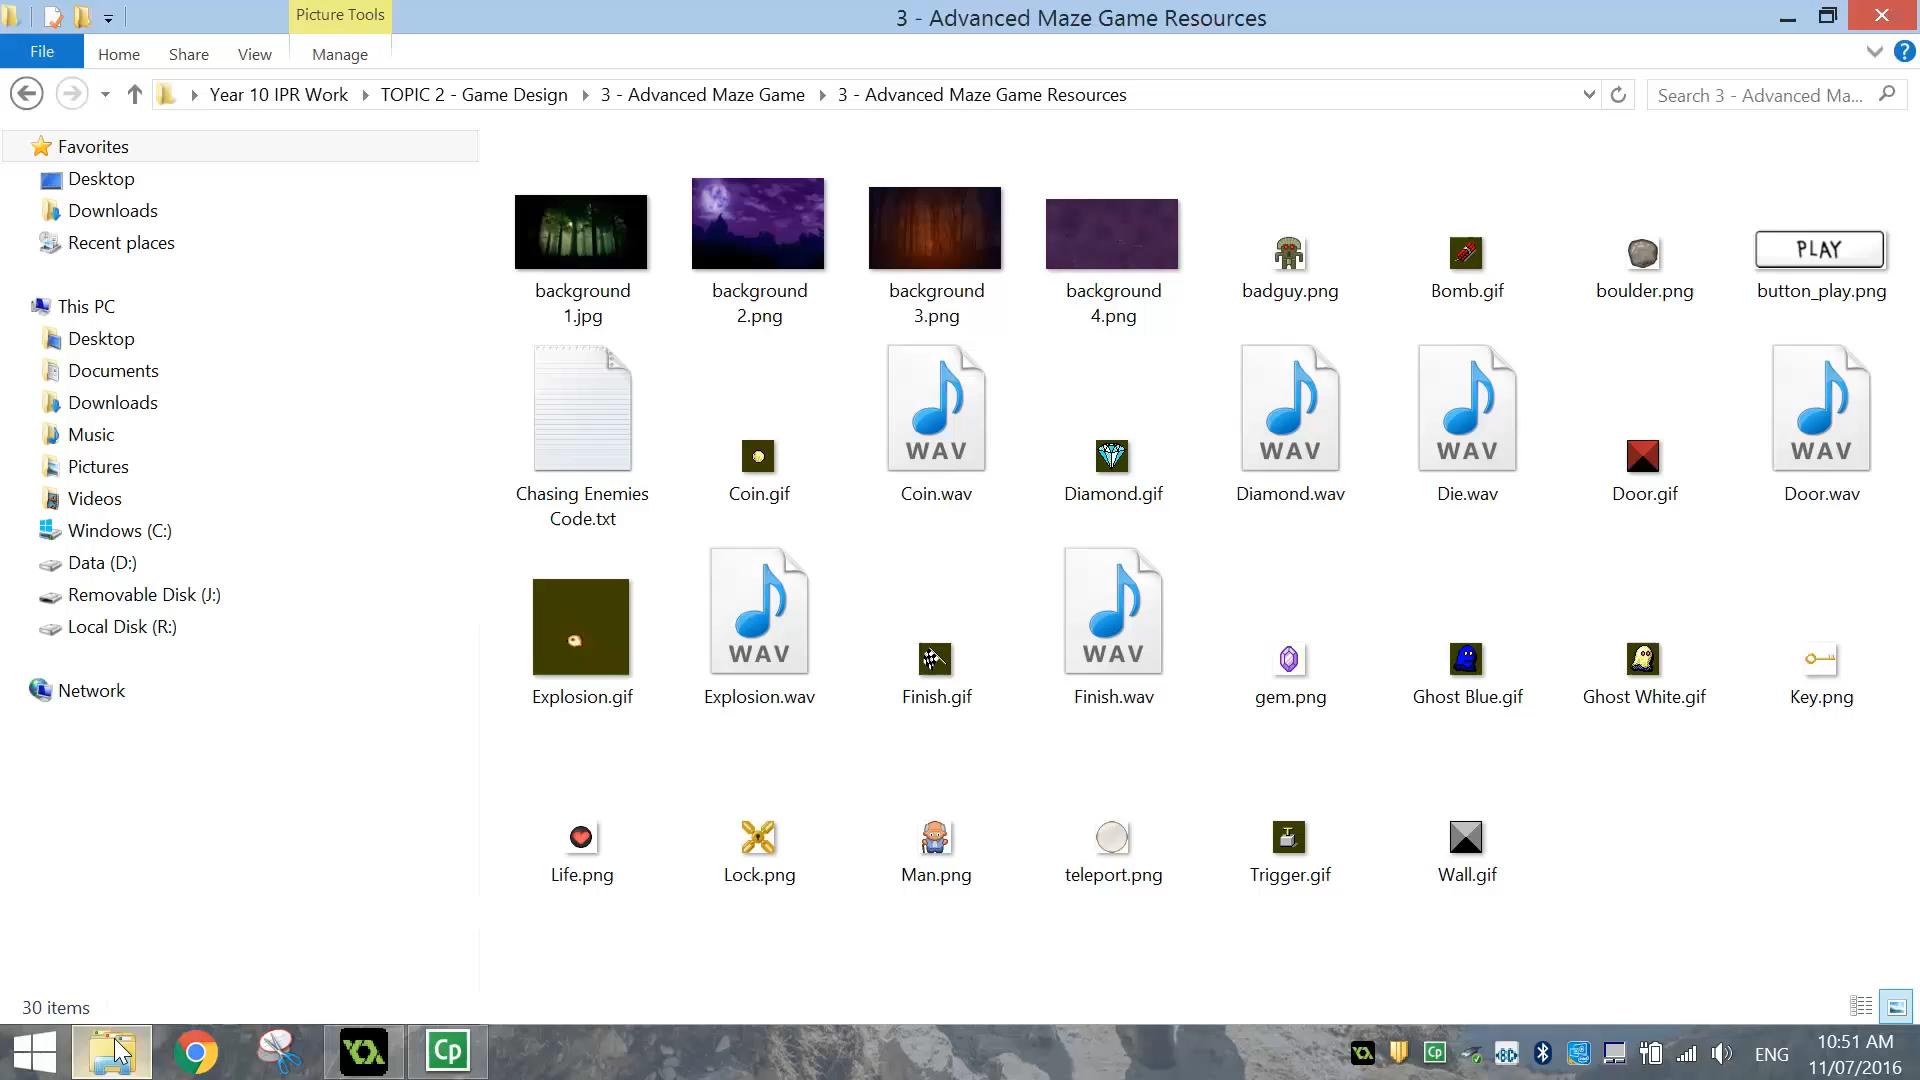 Picture Tools
3 - Advanced Maze Game Resources
File
Home
Share
View
Manage
?
Year 10 IPR Work
TOPIC 2 - Game Design
3 - Advanced Maze Game
3 - Advanced Maze Game Resources
Search 3 - Advanced Ma...
Favorites
Desktop
Downloads
Recent places
This PC
Desktop
Documents
Downloads
Music
Pictures
Videos
Windows (C:)
Data (D:)
Removable Disk (J:)
Local Disk (R:)
Network
PLAY
background
1.jpg
background
2.png
background
3.png
background
4.png
badguy.png
Bomb.gif
boulder.png
button_play.png
WAV
WAV
WAV
WAV
Chasing Enemies
Code.txt
Coin.gif
Coin.wav
Diamond.gif
Diamond.wav
Die.wav
Door.gif
Door.wav
WAV
WAV
Explosion.gif
Explosion.wav
Finish.gif
Finish.wav
gem.png
Ghost Blue.gif
Ghost White.gif
Key.png
Life.png
Lock.png
Man.png
teleport.png
Trigger.gif
Wall.gif
30 items
Cp
Cp
ENG
10:51 AM
11/07/2016